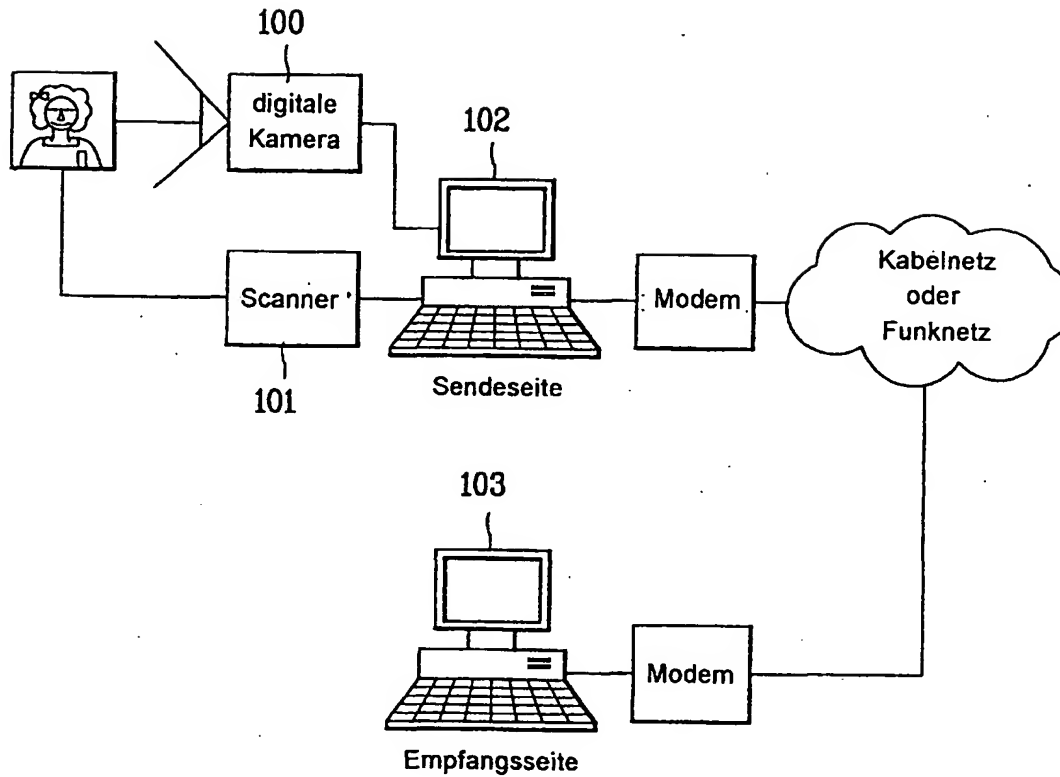 100
digitale
Kamera
102
Scanner
101
Modem
Kabelnetz
oder
Funknetz
Sendeseite
103
Modem
Empfangsseite